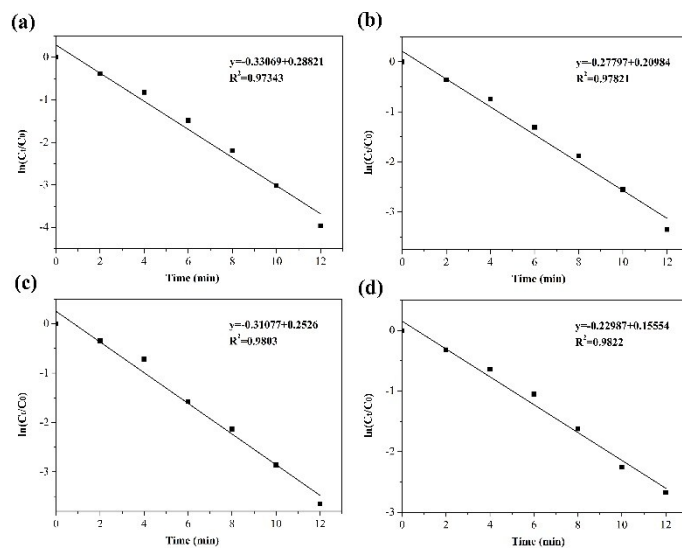 (a)
y=-0.33069+0.28821
R²=0.97343
0
-1
-2
-3
-4
ln(Ct/C0)
0 2 4 6 8 10 12
Time (min)
(b)
y=-0.27797+0.20984
R²=0.97821
0
-1
-2
-3
ln(Ct/C0)
0 2 4 6 8 10 12
Time (min)
(c)
y=-0.31077+0.2526
R²=0.9803
0
-1
-2
-3
ln(Ct/C0)
0 2 4 6 8 10 12
Time (min)
(d)
y=-0.22987+0.15554
R²=0.9822
0
-1
-2
-3
ln(Ct/C0)
0 2 4 6 8 10 12
Time (min)